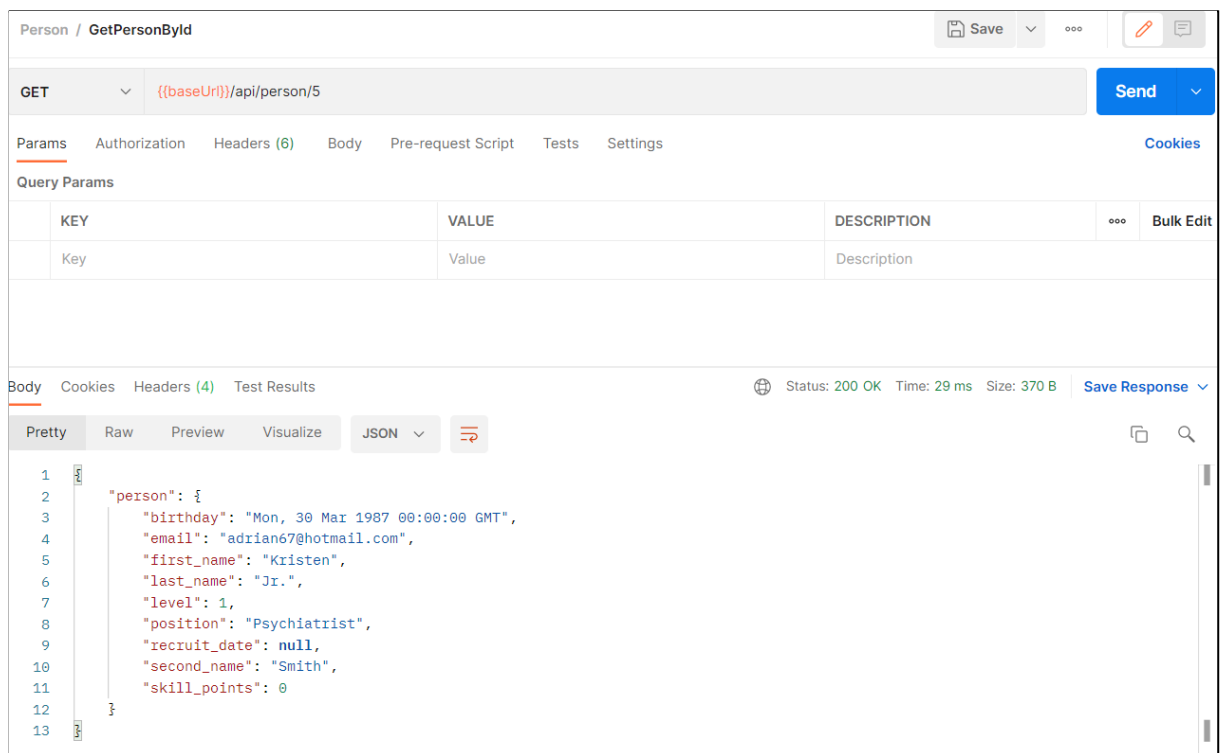 Person / GetPersonById Save ooo
GET {{baseUrl}}/api/person/5 Send
Params Authorization Headers (6) Body Pre-request Script Tests Settings Cookies
Query Params
KEY VALUE DESCRIPTION ooo Bulk Edit
Key Value Description
Body Cookies Headers (4) Test Results Status: 200 OK Time: 29 ms Size: 370 B Save Response
Pretty Raw Preview Visualize JSON
1 {
2 "person": {
3 "birthday": "Mon, 30 Mar 1987 00:00:00 GMT",
4 "email": "adrian67@hotmail.com",
5 "first_name": "Kristen",
6 "last_name": "Jr.",
7 "level": 1,
8 "position": "Psychiatrist",
9 "recruit_date": null,
10 "second_name": "Smith",
11 "skill_points": 0
12 }
13 }